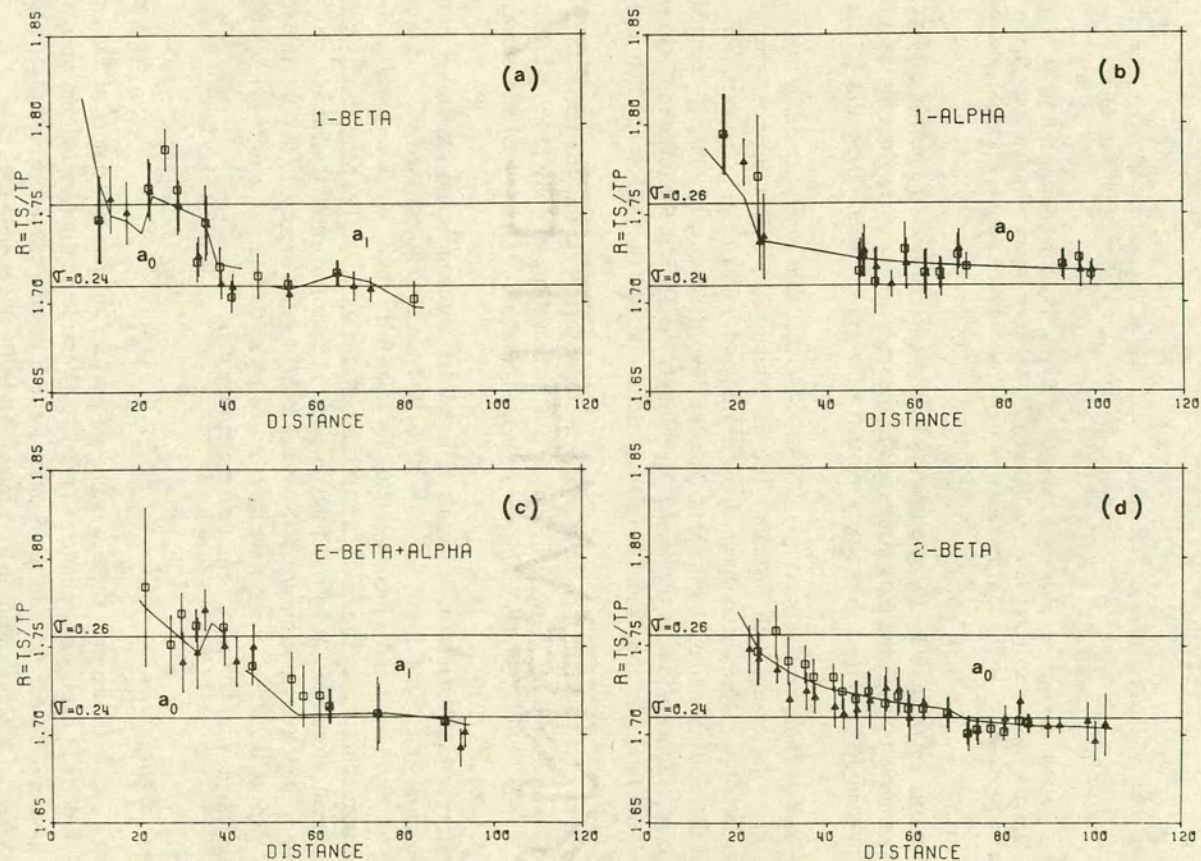 (a)
1-BETA
R=TS/TP
1.85
1.80
1.75
1.70
1.65
σ=0.26
σ=0.24
a0
a1
0 20 40 60 80 100 120
DISTANCE
(b)
1-ALPHA
R=TS/TP
1.85
1.80
1.75
1.70
1.65
σ=0.26
σ=0.24
a0
0 20 40 60 80 100 120
DISTANCE
(c)
E-BETA+ALPHA
R=TS/TP
1.85
1.80
1.75
1.70
1.65
σ=0.26
σ=0.24
a0
a1
0 20 40 60 80 100 120
DISTANCE
(d)
2-BETA
R=TS/TP
1.85
1.80
1.75
1.70
1.65
σ=0.26
σ=0.24
a0
0 20 40 60 80 100 120
DISTANCE